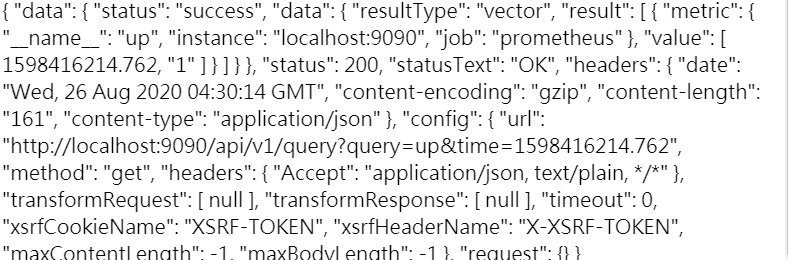 { "data": { "status": "success", "data": { "resultType": "vector", "result": [ { "metric": {
"__name__": "up", "instance": "localhost:9090", "job": "prometheus" }, "value": [
1598416214.762, "1" ] } ] } }, "status": 200, "statusText": "OK", "headers": { "date":
"Wed, 26 Aug 2020 04:30:14 GMT", "content-encoding": "gzip", "content-length":
"161", "content-type": "application/json" }, "config": { "url":
"http://localhost:9090/api/v1/query?query=up&time=1598416214.762",
"method": "get", "headers": { "Accept": "application/json, text/plain, */*" },
"transformRequest": [ null ], "transformResponse": [ null ], "timeout": 0,
"xsrfCookieName": "XSRF-TOKEN", "xsrfHeaderName": "X-XSRF-TOKEN",
"maxContentLength": -1, "maxBodyLength": -1 }, "request": {} }